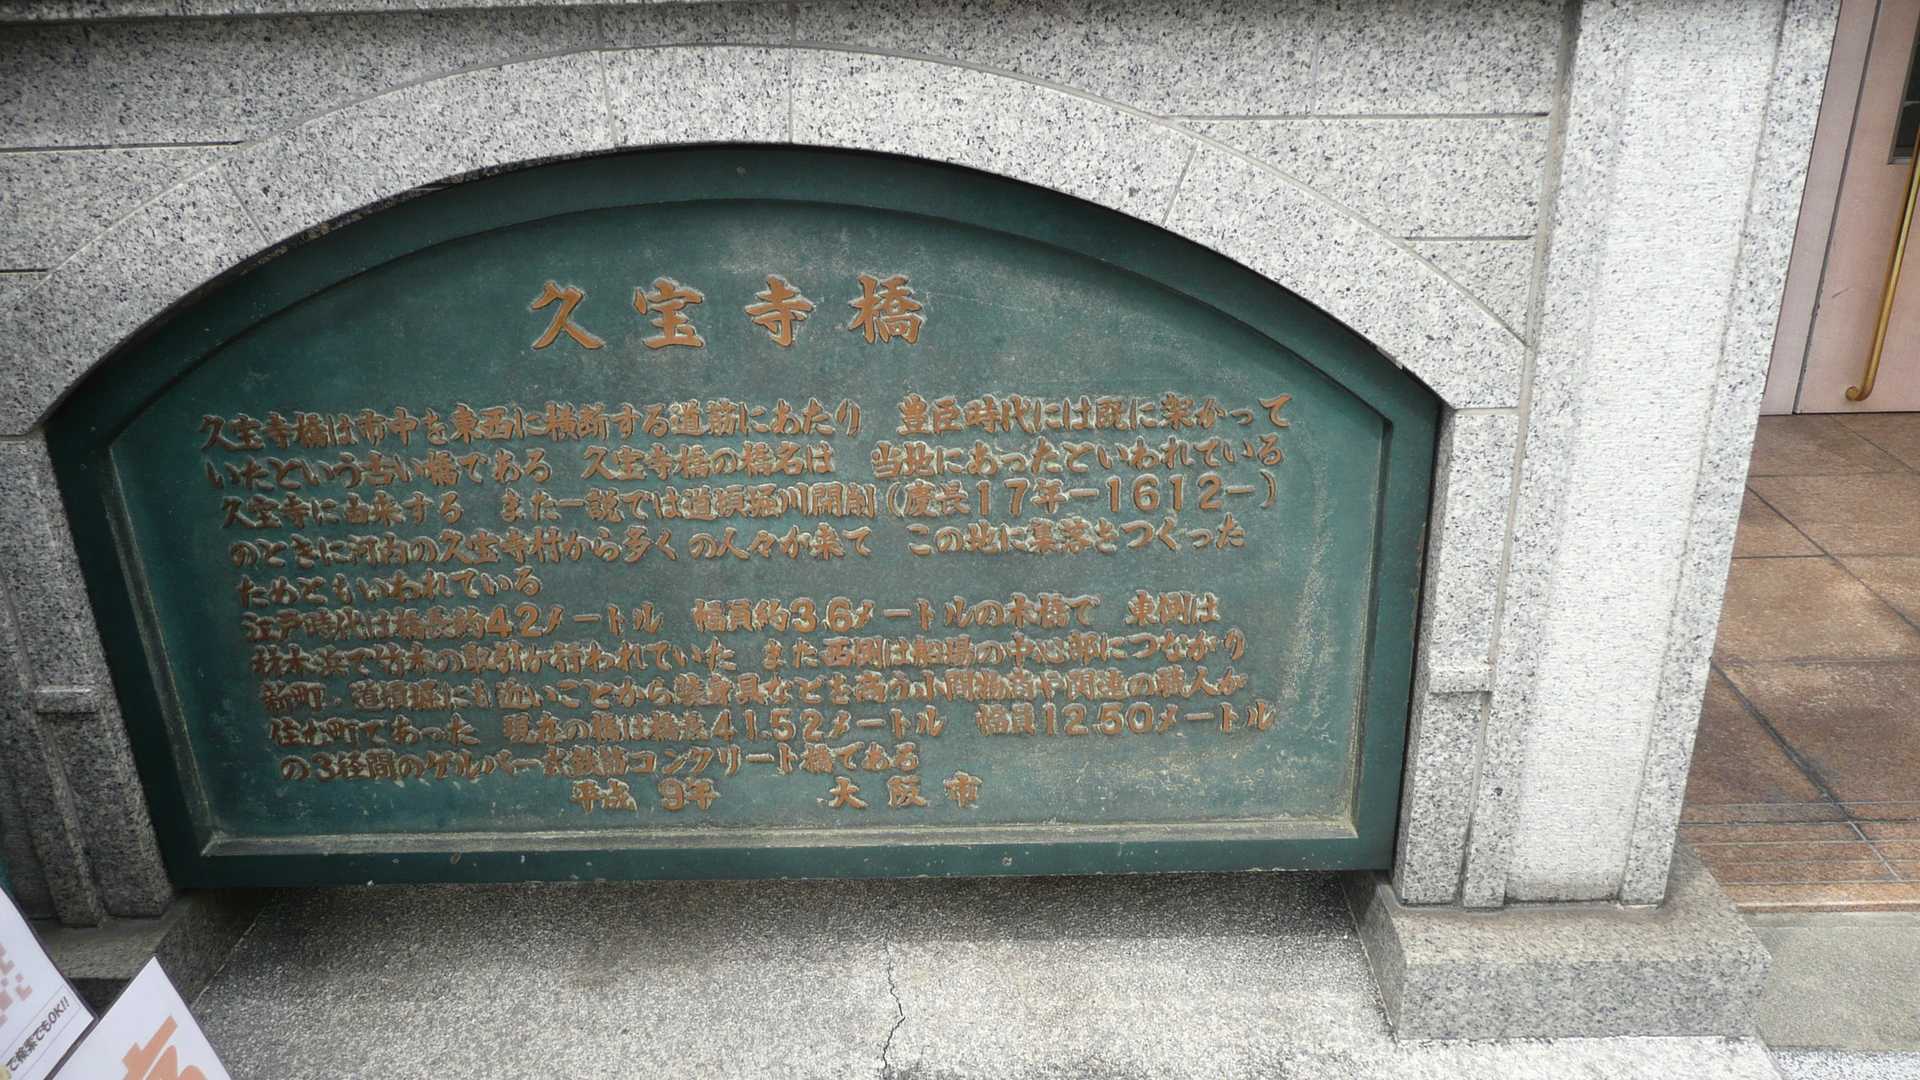 久宝寺橋
久宝寺橋は市中を東西に横断する道筋にあたり　豊臣時代には既に架かって
いたという古い橋である　久宝寺橋の橋名は　当地にあったといわれている
久宝寺に由来する　また一説では道頓堀川開削(慶長17年ー1612ー)
のときに河内の久宝寺村から多くの人々が来て　この地に集落をつくった
ためともいわれている
江戸時代は橋長約42メートル　幅員約3.6メートルの木橋で　東側は
材木浜で竹木の取引が行われていた　また西側は船場の中心部につながり
新町、道頓堀にも近いことから装身具などを商う小間物商や関連の職人が
住む町であった　現在の橋は橋長41.52メートル　幅員12.50メートル
の3径間のゲルバー式鉄筋コンクリート橋である
平成　9年　　大阪市
で検索でもOK!!